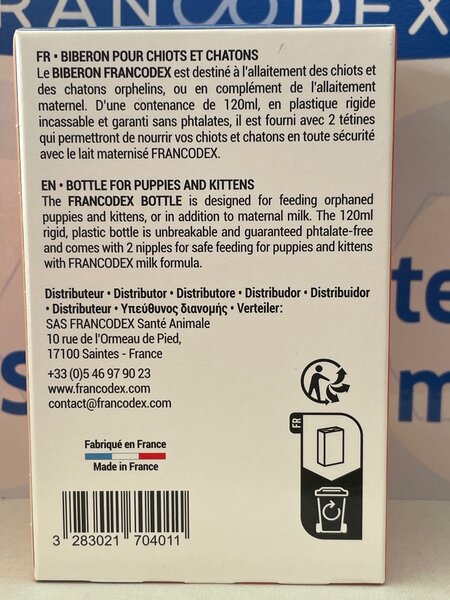 FRANCODEX
FR • BIBERON POUR CHIOTS ET CHATONS
Le BIBERON FRANCODEX est destiné à l'allaitement des chiots et
des chatons orphelins, ou en complément de l'allaitement
maternel. D'une contenance de 120ml, en plastique rigide
incassable et garanti sans phtalates, il est fourni avec 2 tétines
qui permettront de nourrir vos chiots et chatons en toute sécurité
avec le lait maternisé FRANCODEX.
EN • BOTTLE FOR PUPPIES AND KITTENS
The FRANCODEX BOTTLE is designed for feeding orphaned
puppies and kittens, or in addition to maternal milk. The 120ml
rigid, plastic bottle is unbreakable and guaranteed phtalate-free
and comes with 2 nipples for safe feeding for puppies and kittens
with FRANCODEX milk formula.
Distributeur • Distributor • Distributore • Distribudor • Distribuidor
• Distributeur • Υπεύθυνος διανομής • Verteiler:
SAS FRANCODEX Santé Animale
10 rue de l'Ormeau de Pied,
17100 Saintes - France
+33 (0)5 46 97 90 23
www.francodex.com
contact@francodex.com
FR
Fabriqué en France
Made in France
3 283021 704011